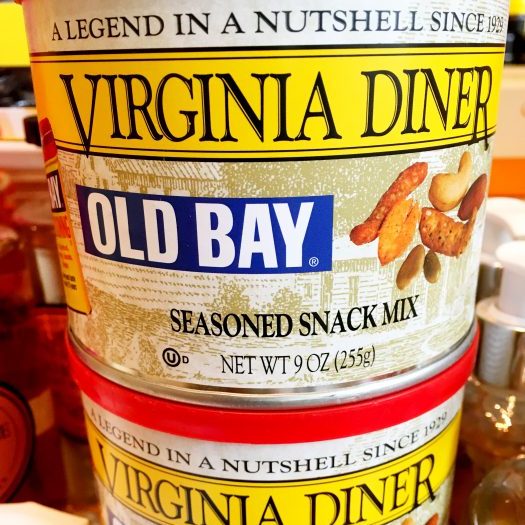 A LEGEND IN A NUTSHELL SINCE 1929
VIRGINIA DINER
OLD BAY®
SEASONED SNACK MIX
U D NET WT 9 OZ (255g)
A LEGEND IN A NUTSHELL SINCE 1929
VIRGINIA DINER